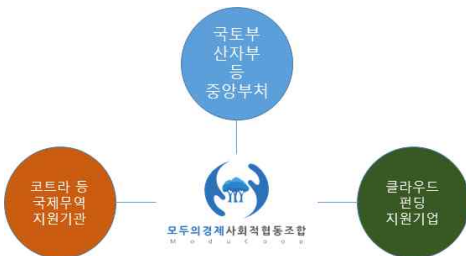 국토부
산자부
등
중앙부처
코트라 등
국제무역
지원기관
모두의경제사회적협동조합
M o d u C o o p
클라우드
펀딩
지원기업